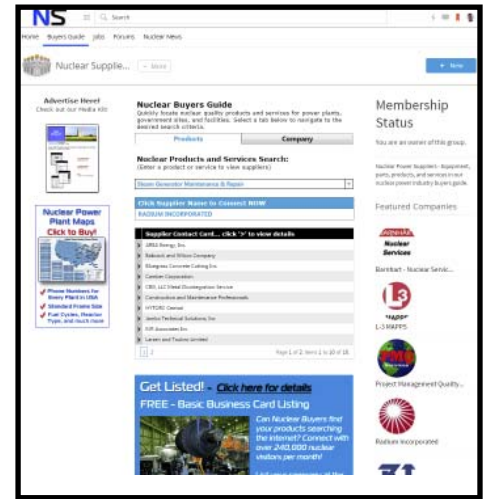 NS
Search
Home Buyers Guide Jobs Forums Nuclear News
Nuclear Supplie...
+ More
+ New
Advertise Here!
Check out our Media Kit!
Nuclear Power
Plant Maps
Click to Buy!
Phone Numbers for
Every Plant in USA
Standard Frame Size
Fuel Cycles, Reactor
Type, and much more
Nuclear Buyers Guide
Quickly locate nuclear quality products and services for power plants,
government sites, and facilities. Select a tab below to navigate to the
desired search criteria.
Products Company
Nuclear Products and Services Search:
(Enter a product or service to view suppliers)
Steam Generator Maintenance & Repair
Click Supplier Name to Connect NOW
RADIUM INCORPORATED
Supplier Contact Card... click '>' to view details
AREA Energy, Inc.
Babcock and Wilcox Company
Bluegrass Concrete Cutting Inc.
Camber Corporation
Metal Disintegration Service
Construction and Maintenance Professionals
HYTORC Central
Technical Solutions, Inc
Associates Inc
Larsen and Toubro Limited
1 2
Page 1 of 2, items 1 to 10 of 18.
Get Listed! - Click here for details
FREE - Basic Business Card Listing
Can Nuclear Buyers find
your products searching
the internet? Connect with
over 240,000 nuclear
visitors per month!
Membership
Status
You are an owner of this group.
Nuclear Power Suppliers - Equipment,
parts, products, and services in our
nuclear power industry buyers guide.
Featured Companies
BARNHART
Nuclear
Services
Barnhart - Nuclear Servic...
L3
MAPPS
L-3 MAPPS
PMQ
Project Management Quality...
Radium Incorporated